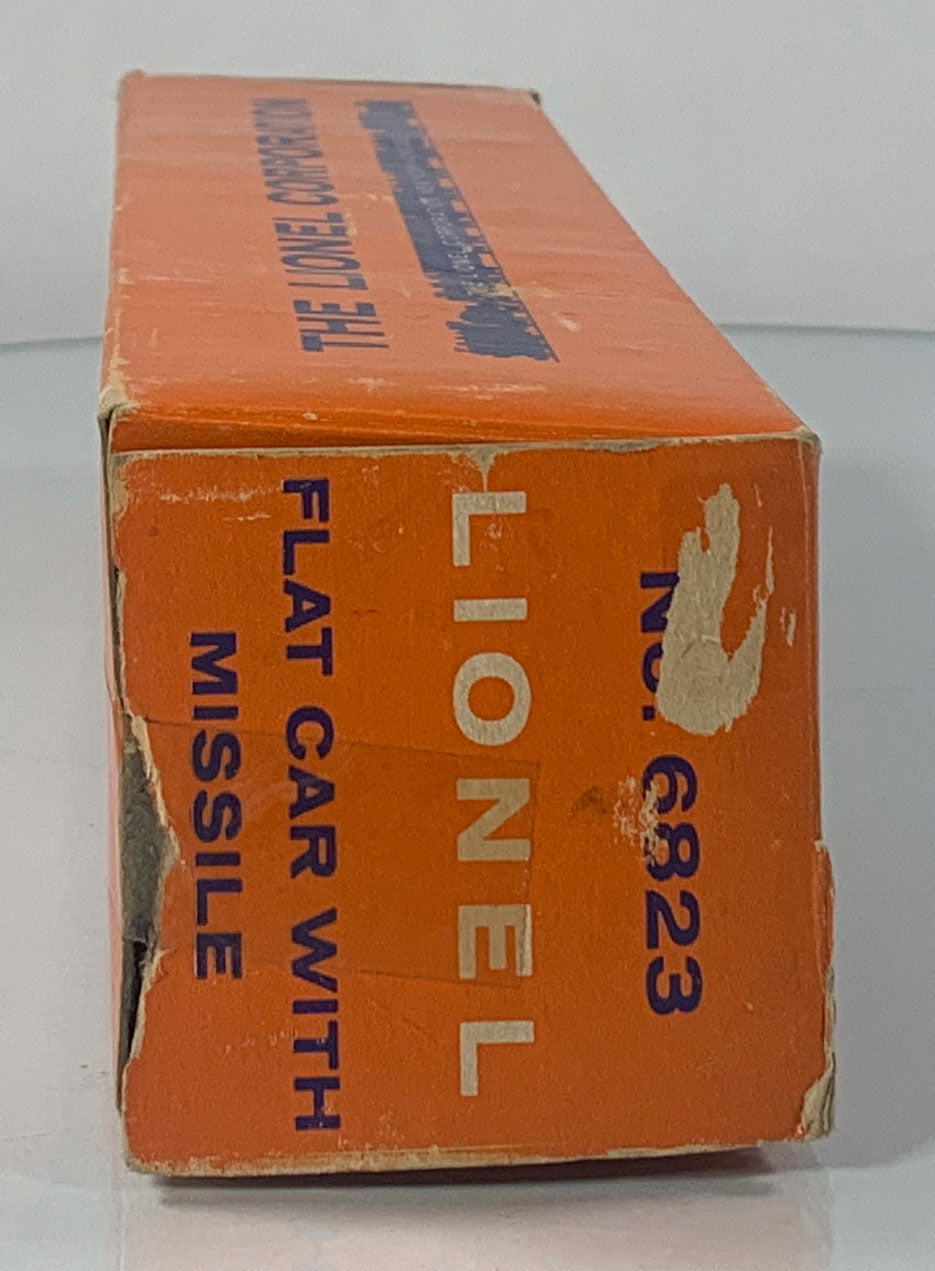 THE LIONEL CORPORATION
No. 6823
LIONEL
FLAT CAR WITH
MISSILE